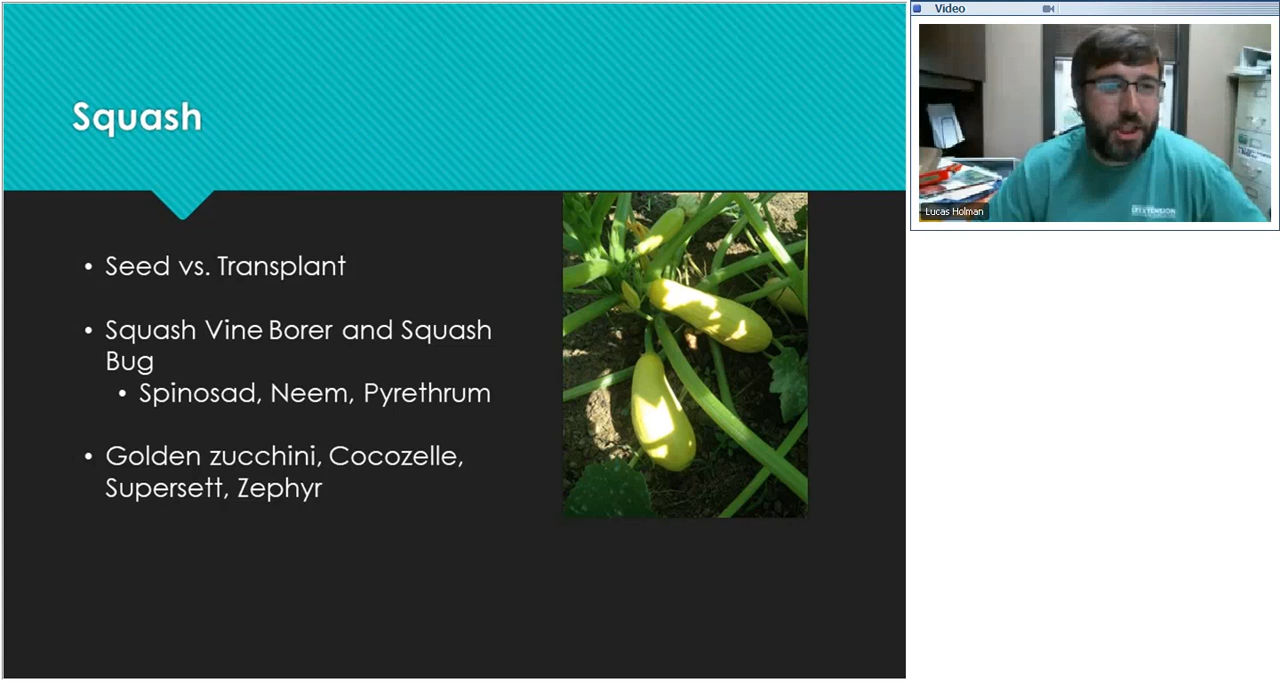 Squash
• Seed vs. Transplant
• Squash Vine Borer and Squash
Bug
• Spinosad, Neem, Pyrethrum
• Golden zucchini, Cocozelle,
Supersett, Zephyr
Video
Lucas Holman
EXTENSION